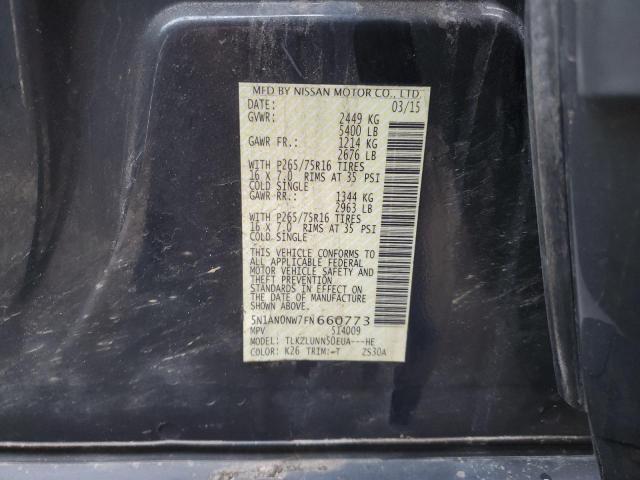 MFD BY NISSAN MOTOR CO., LTD.
DATE: 03/15
GVWR: 2449 KG
5400 LB
GAWR FR.: 1214 KG
2676 LB
WITH P265/75R16 TIRES
16 X 7.0 RIMS AT 35 PSI
COLD SINGLE
GAWR RR.: 1344 KG
2963 LB
WITH P265/75R16 TIRES
16 X 7.0 RIMS AT 35 PSI
COLD SINGLE
THIS VEHICLE CONFORMS TO
ALL APPLICABLE FEDERAL
MOTOR VEHICLE SAFETY AND
THEFT PREVENTION
STANDARDS IN EFFECT ON
THE DATE OF MANUFACTURE
SHOWN ABOVE.
5N1AN0NW7FN660773
MPV 514009
MODEL: TLKZLUNN50EUA---HE
COLOR: K26 TRIM:-T ZS30A